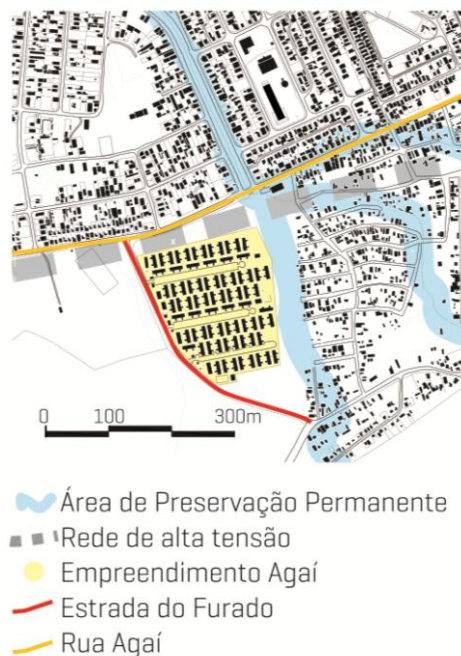 0 100 300m
Área de Preservação Permanente
Rede de alta tensão
Empreendimento Agaí
Estrada do Furado
Rua Agaí